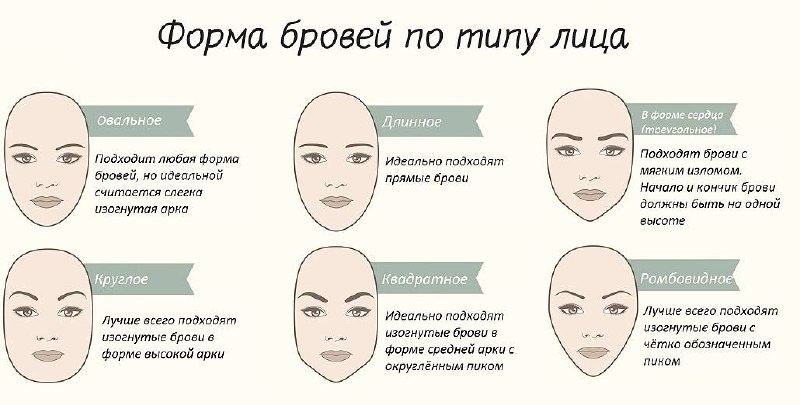 Форма бровей по типу лица
Овальное
Подходит любая форма
бровей, но идеальной
считается слегка
изогнутая арка
Длинное
Идеально подходят
прямые брови
В форме сердца
(треугольное)
Подходят брови с
мягким изломом.
Начало и кончик брови
должны быть на одной
высоте
Круглое
Лучше всего подходят
изогнутые брови в
форме высокой арки
Квадратное
Идеально подходят
изогнутые брови в
форме средней арки с
округлённым пиком
Ромбовидное
Лучше всего подходят
изогнутые брови с
чётко обозначенным
пиком